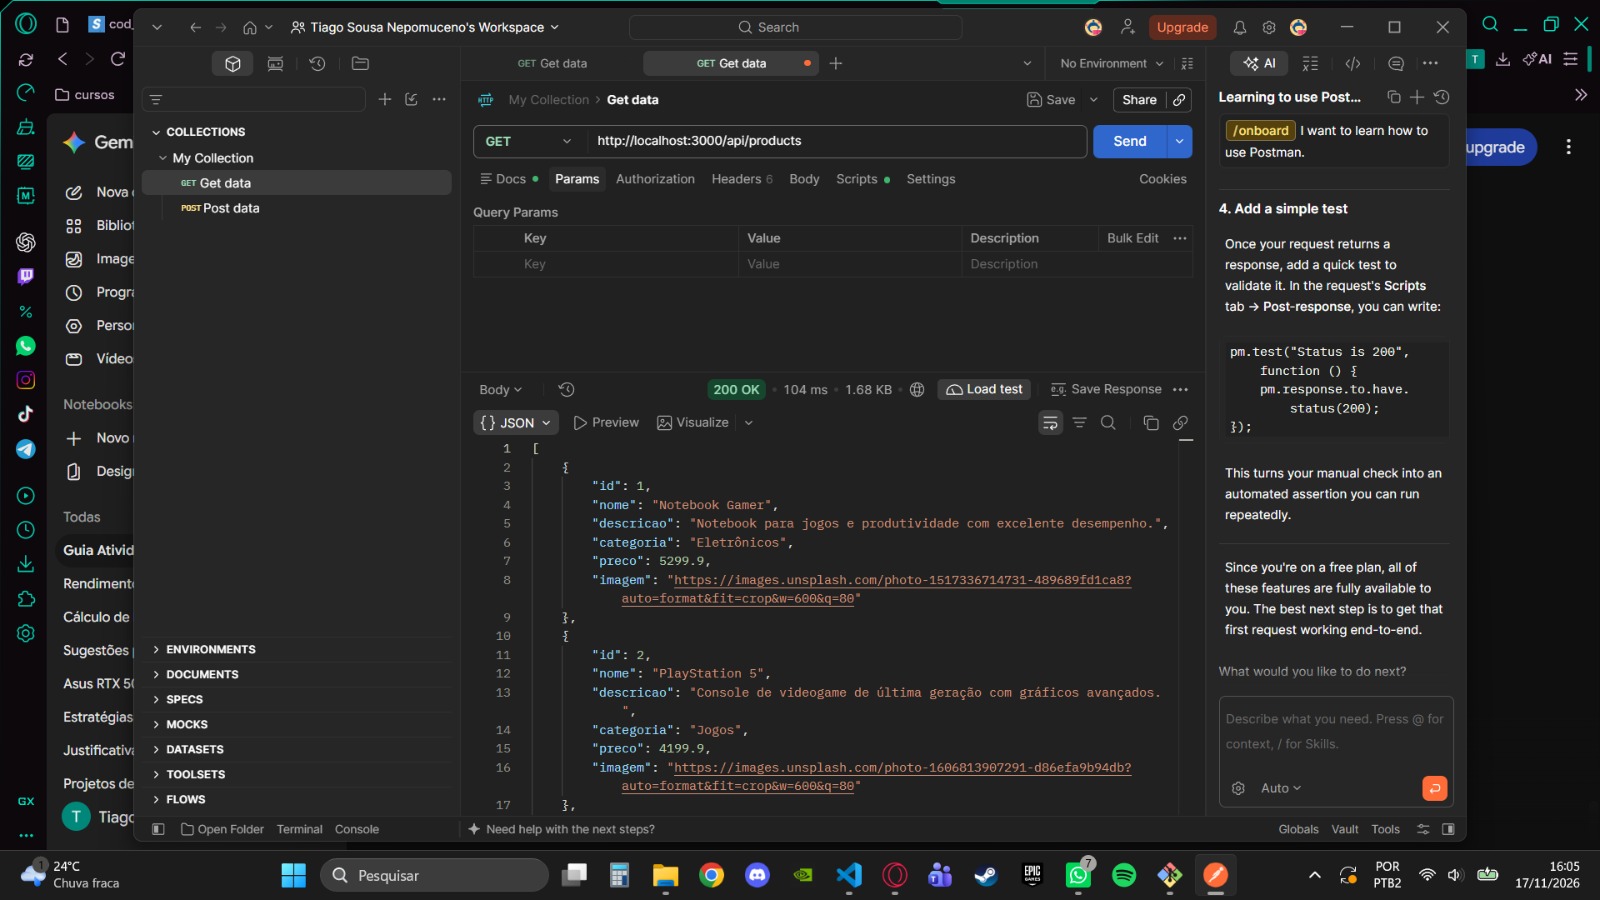 cod_
cursos
Gem
Nova
Bibliot
Image
Progra
Person
Vídeo
Notebooks
Novo
Design
Todas
Guia Ativid
Rendimento
Cálculo de
Sugestões
Asus RTX 50
Estratégias
Justificativa
Projetos de
T
Tiago
GX
Tiago Sousa Nepomuceno's Workspace
Search
Upgrade
COLLECTIONS
My Collection
GET Get data
POST Post data
ENVIRONMENTS
DOCUMENTS
SPECS
MOCKS
DATASETS
TOOLSETS
FLOWS
Open Folder Terminal Console
GET Get data
GET Get data
No Environment
HTTP My Collection > Get data
Save
Share
GET
http://localhost:3000/api/products
Send
Docs Params Authorization Headers 6 Body Scripts Settings Cookies
Query Params
Key Value Description Bulk Edit
Key Value Description
Body
200 OK 104 ms 1.68 KB Load test e.g. Save Response
{} JSON Preview Visualize
1 [
2 {
3 "id": 1,
4 "nome": "Notebook Gamer",
5 "descricao": "Notebook para jogos e produtividade com excelente desempenho.",
6 "categoria": "Eletrônicos",
7 "preco": 5299.9,
8 "imagem": "https://images.unsplash.com/photo-1517336714731-489689fd1ca8?
auto=format&fit=crop&w=600&q=80"
9 },
10 {
11 "id": 2,
12 "nome": "PlayStation 5",
13 "descricao": "Console de videogame de última geração com gráficos avançados.
",
14 "categoria": "Jogos",
15 "preco": 4199.9,
16 "imagem": "https://images.unsplash.com/photo-1606813907291-d86efa9b94db?
auto=format&fit=crop&w=600&q=80"
17 },
Need help with the next steps?
Globals Vault Tools
AI
Learning to use Post...
/onboard I want to learn how to
use Postman.
4. Add a simple test
Once your request returns a
response, add a quick test to
validate it. In the request's Scripts
tab → Post-response, you can write:
pm.test("Status is 200",
function () {
pm.response.to.have.
status(200);
});
This turns your manual check into an
automated assertion you can run
repeatedly.
Since you're on a free plan, all of
these features are fully available to
you. The best next step is to get that
first request working end-to-end.
What would you like to do next?
Describe what you need. Press @ for
context, / for Skills.
Auto
T
AI
upgrade
1
24°C
Chuva fraca
Pesquisar
EPIC
GAMES
7
POR
PTB2
16:05
17/11/2026